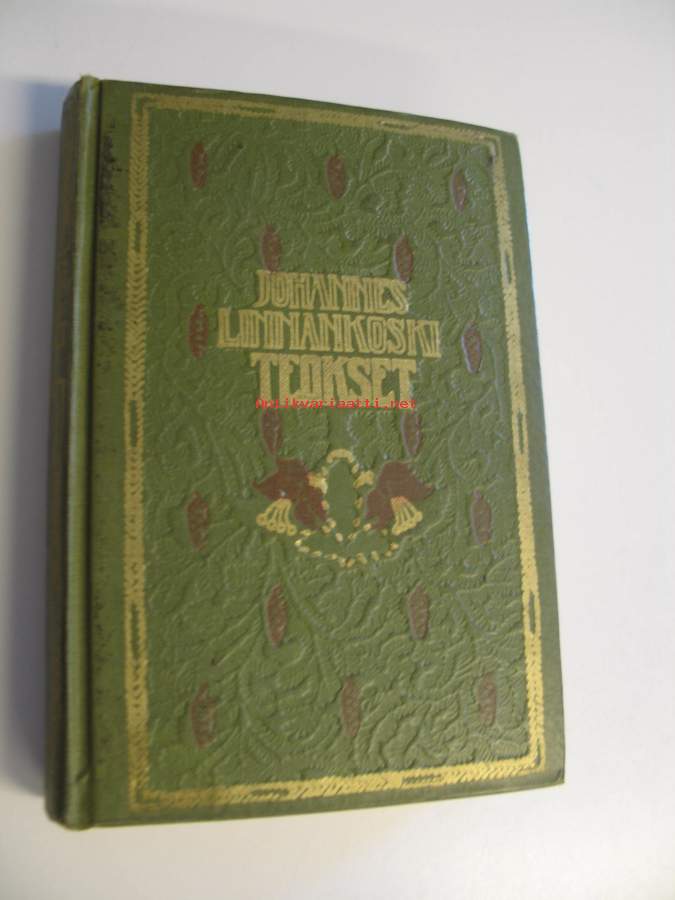 JOHANNES
LINNANKOSKI
TEOKSET
Antikvariaatti.net